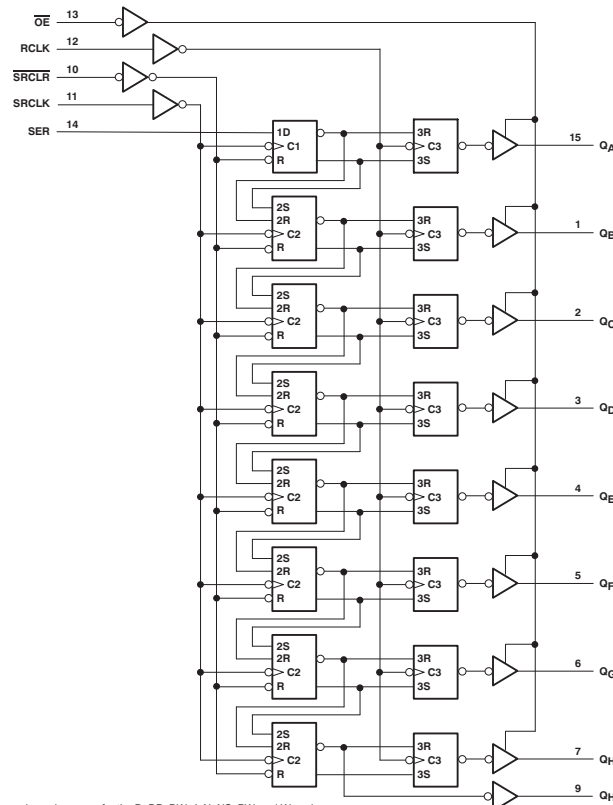 OE 13
RCLK 12
SRCLR 10
SRCLK 11
SER 14
1D
C1
R
3R
C3
3S
15 QA
2S
2R
C2
R
3R
C3
3S
1 QB
2S
2R
C2
R
3R
C3
3S
2 QC
2S
2R
C2
R
3R
C3
3S
3 QD
2S
2R
C2
R
3R
C3
3S
4 QE
2S
2R
C2
R
3R
C3
3S
5 QF
2S
2R
C2
R
3R
C3
3S
6 QG
2S
2R
C2
R
3R
C3
3S
7 QH
9 QH